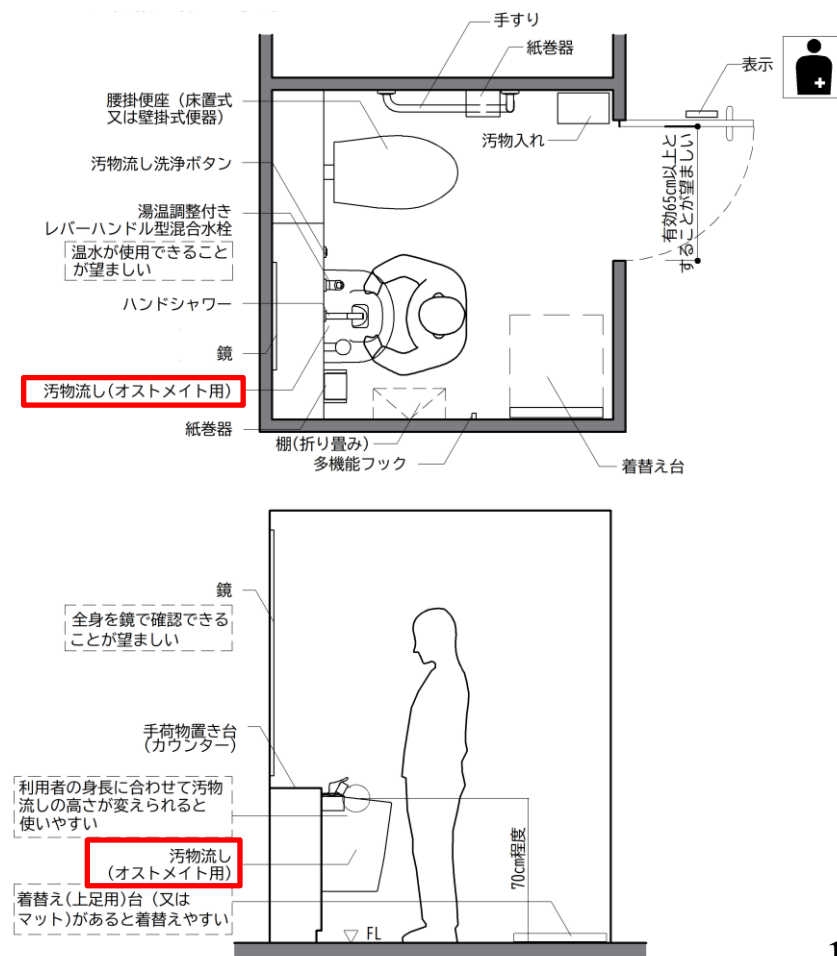 手すり
紙巻器
表示
腰掛便座（床置式
又は壁掛式便器）
汚物入れ
汚物流し洗浄ボタン
有効65cm以上と
することが望ましい
湯温調整付き
レバーハンドル型混合水栓
温水が使用できること
が望ましい
ハンドシャワー
鏡
汚物流し(オストメイト用)
紙巻器
棚(折り畳み)
多機能フック
着替え台
鏡
全身を鏡で確認できる
ことが望ましい
手荷物置き台
(カウンター)
利用者の身長に合わせて汚物
流しの高さが変えられると
使いやすい
汚物流し
(オストメイト用)
70cm程度
着替え(上足用)台（又は
マット)があると着替えやすい
FL
1